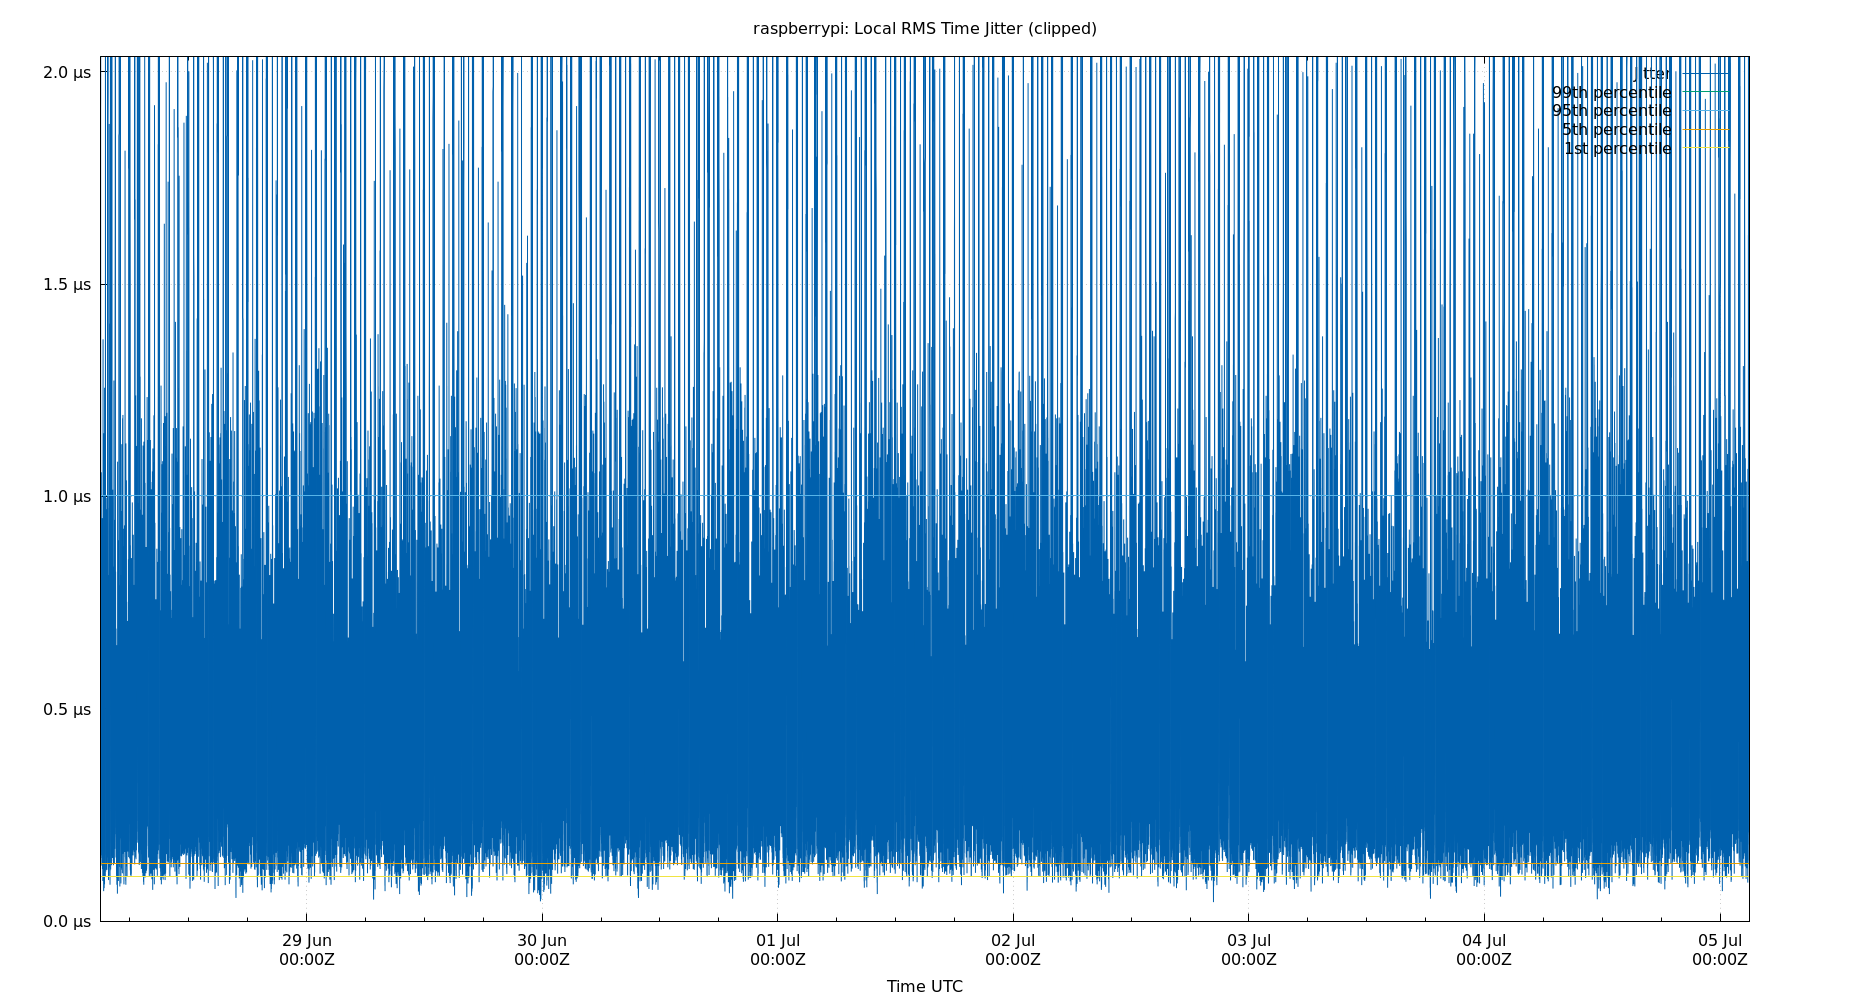 raspberrypi: Local RMS Time Jitter (clipped)
2.0 μs
jitter
99th percentile
95th percentile
5th percentile
1st percentile
1.5 μs
1.0 μs
0.5 μs
0.0 μs
29 Jun 30 Jun 01 Jul 02 Jul 03 Jul 04 Jul 05 Jul
00:00Z 00:00Z 00:00Z 00:00Z 00:00Z 00:00Z 00:00Z
Time UTC